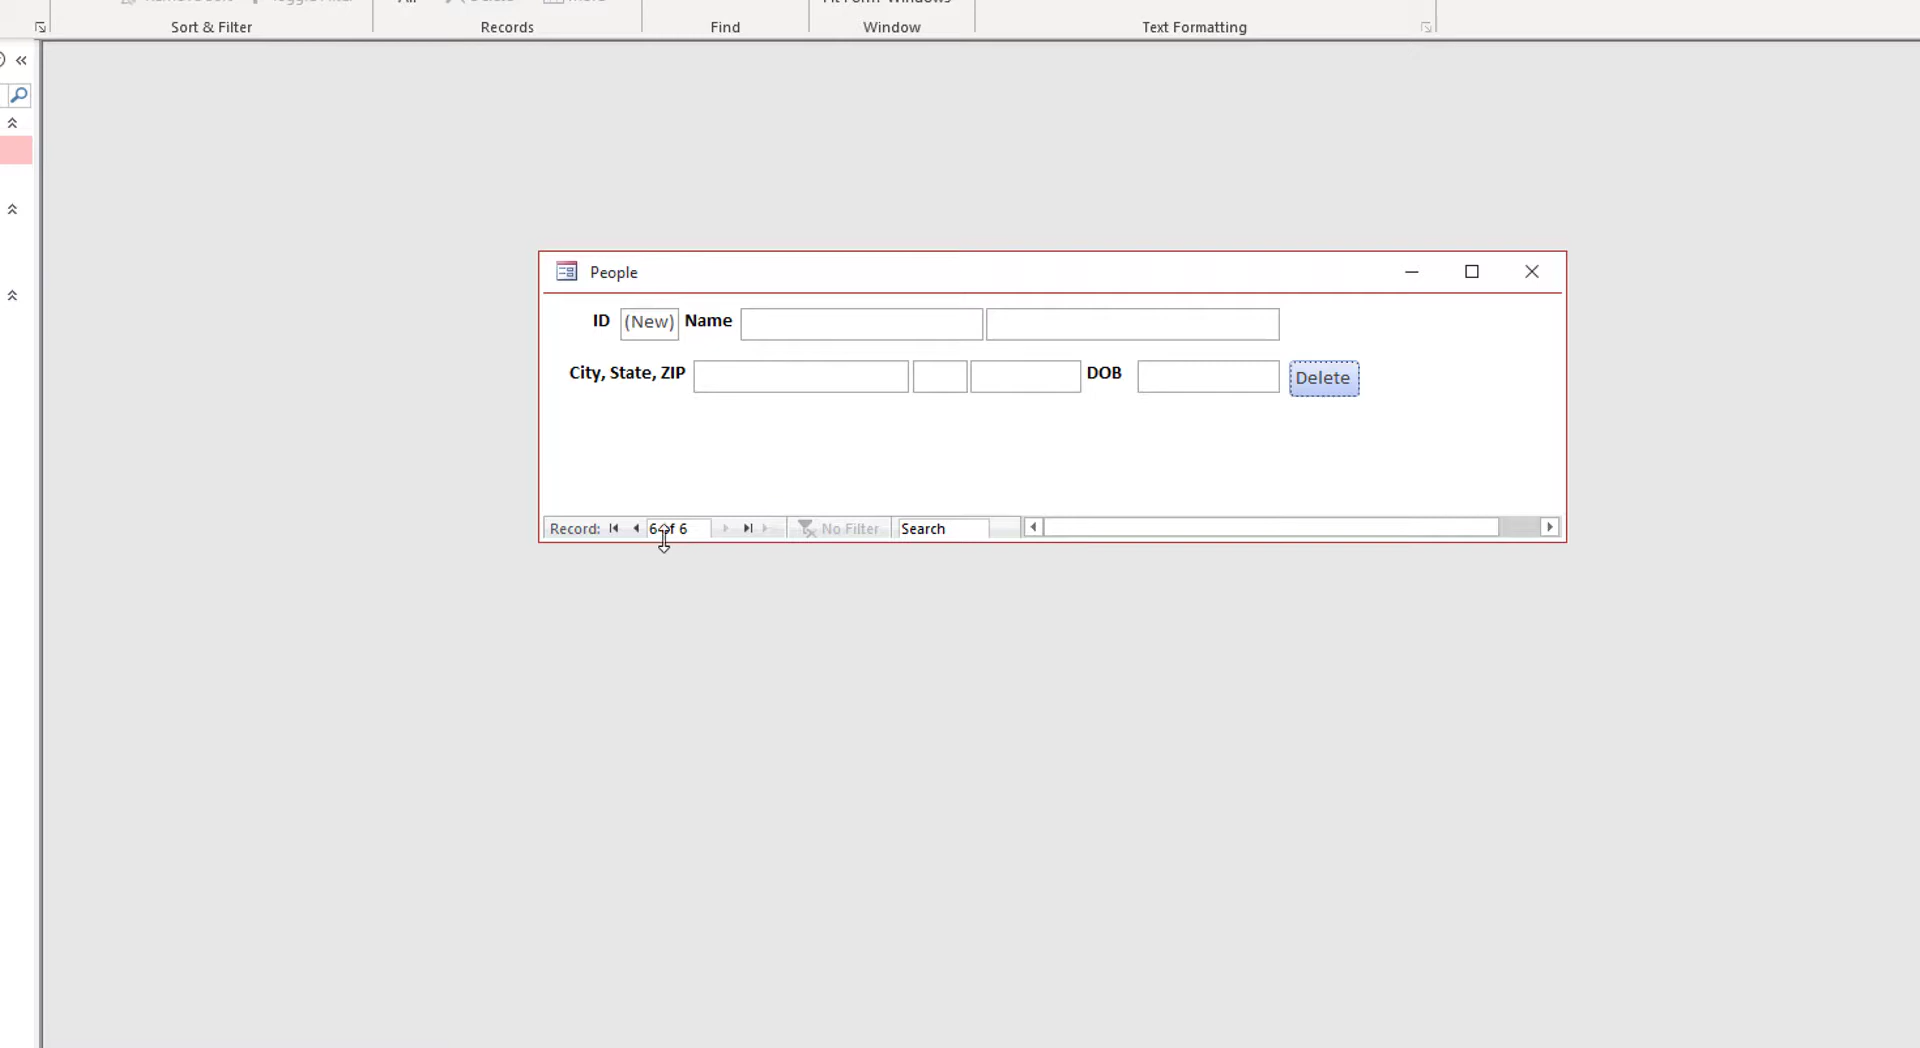 Sort & Filter
Records
Find
Window
Text Formatting
People
ID (New) Name
City, State, ZIP DOB Delete
Record: 6 of 6 No Filter Search